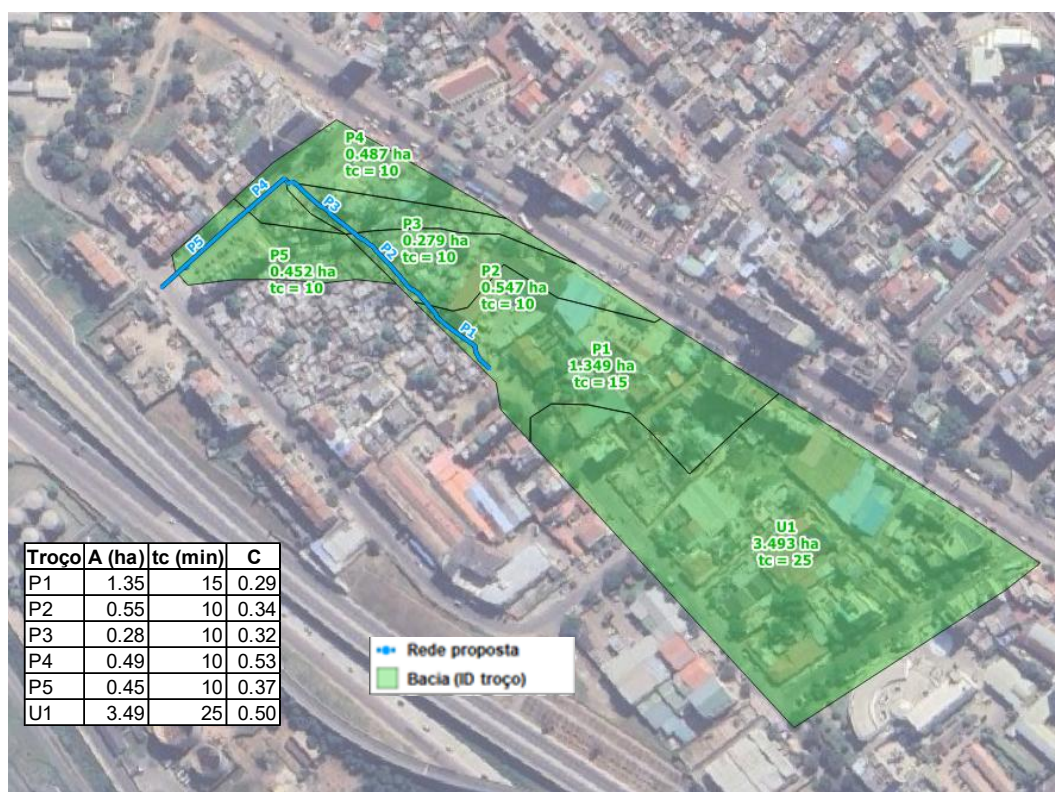 P4
0.487 ha
tc = 10
P4
P3
P5
P2
P3
0.279 ha
tc = 10
P5
0.452 ha
tc = 10
P2
0.547 ha
tc = 10
P1
P1
1.349 ha
tc = 15
U1
3.493 ha
tc = 25
Troço A (ha) tc (min) C
P1 1.35 15 0.29
P2 0.55 10 0.34
P3 0.28 10 0.32
P4 0.49 10 0.53
P5 0.45 10 0.37
U1 3.49 25 0.50
Rede proposta
Bacia (ID troço)